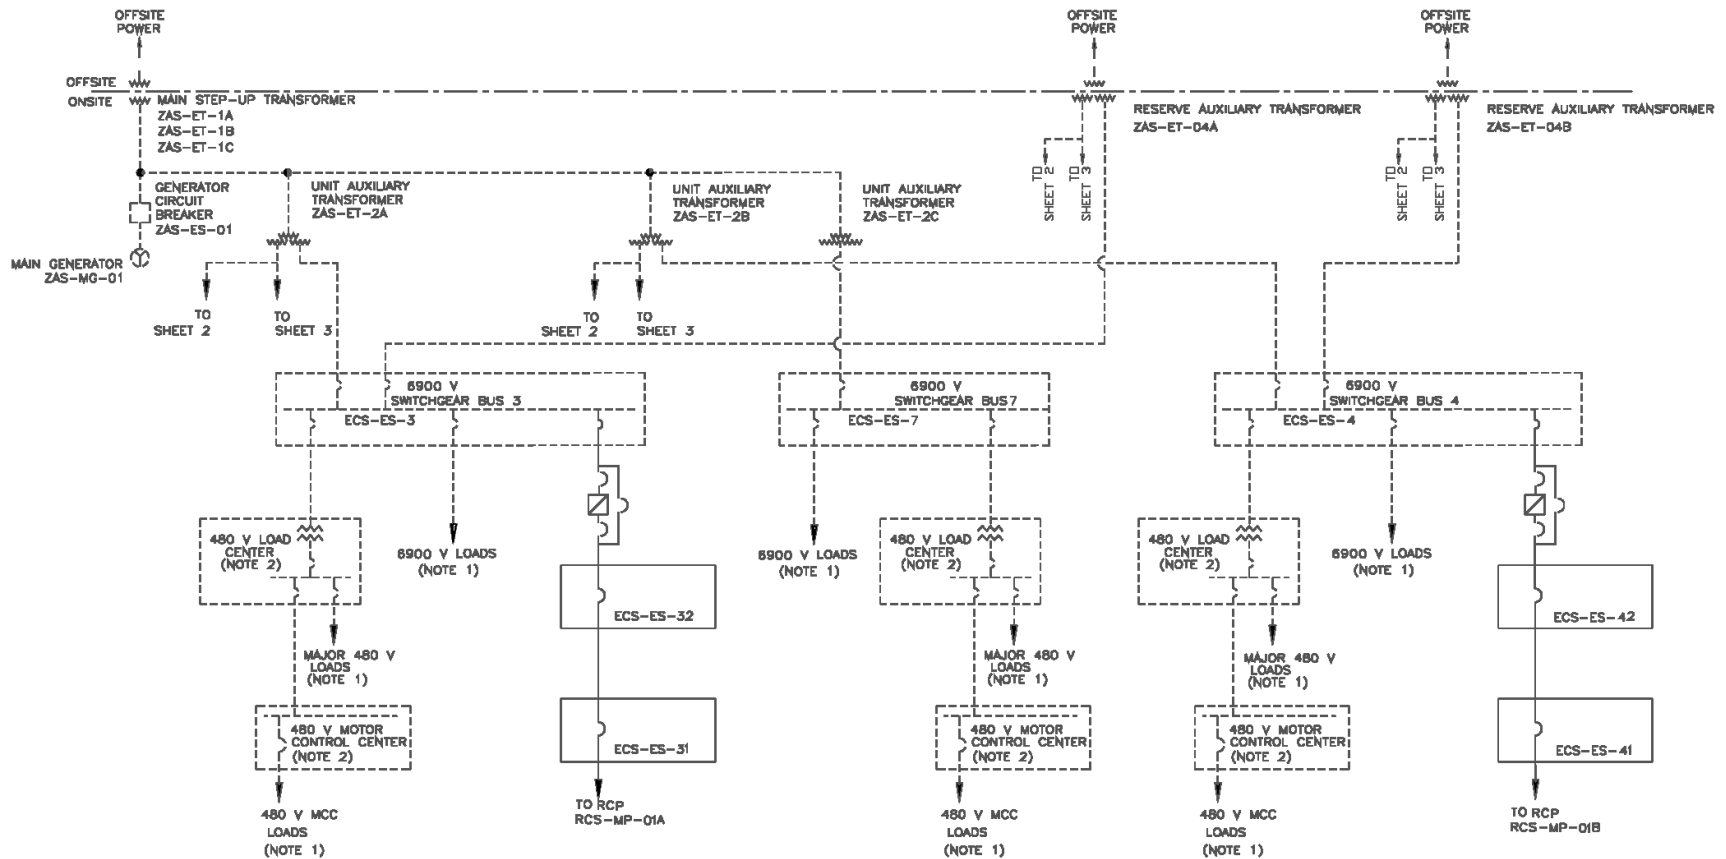 OFFSITE
POWER
OFFSITE
POWER
OFFSITE
POWER
OFFSITE
ONSITE
MAIN STEP-UP TRANSFORMER
ZAS-ET-1A
ZAS-ET-1B
ZAS-ET-1C
RESERVE AUXILIARY TRANSFORMER
ZAS-ET-04A
RESERVE AUXILIARY TRANSFORMER
ZAS-ET-04B
TO
SHEET 2
TO
SHEET 3
TO
SHEET 2
TO
SHEET 3
GENERATOR
CIRCUIT
BREAKER
ZAS-ES-01
UNIT AUXILIARY
TRANSFORMER
ZAS-ET-2A
UNIT AUXILIARY
TRANSFORMER
ZAS-ET-2B
UNIT AUXILIARY
TRANSFORMER
ZAS-ET-2C
MAIN GENERATOR
ZAS-MG-01
TO
SHEET 2
TO
SHEET 3
TO
SHEET 2
TO
SHEET 3
6900 V
SWITCHGEAR BUS 3
ECS-ES-3
6900 V
SWITCHGEAR BUS 7
ECS-ES-7
6900 V
SWITCHGEAR BUS 4
ECS-ES-4
480 V LOAD
CENTER
(NOTE 2)
6900 V LOADS
(NOTE 1)
6900 V LOADS
(NOTE 1)
480 V LOAD
CENTER
(NOTE 2)
480 V LOAD
CENTER
(NOTE 2)
6900 V LOADS
(NOTE 1)
ECS-ES-32
ECS-ES-42
MAJOR 480 V
LOADS
(NOTE 1)
MAJOR 480 V
LOADS
(NOTE 1)
MAJOR 480 V
LOADS
(NOTE 1)
480 V MOTOR
CONTROL CENTER
(NOTE 2)
ECS-ES-31
480 V MOTOR
CONTROL CENTER
(NOTE 2)
480 V MOTOR
CONTROL CENTER
(NOTE 2)
ECS-ES-41
480 V MCC
LOADS
(NOTE 1)
TO RCP
RCS-MP-01A
480 V MCC
LOADS
(NOTE 1)
480 V MCC
LOADS
(NOTE 1)
TO RCP
RCS-MP-01B